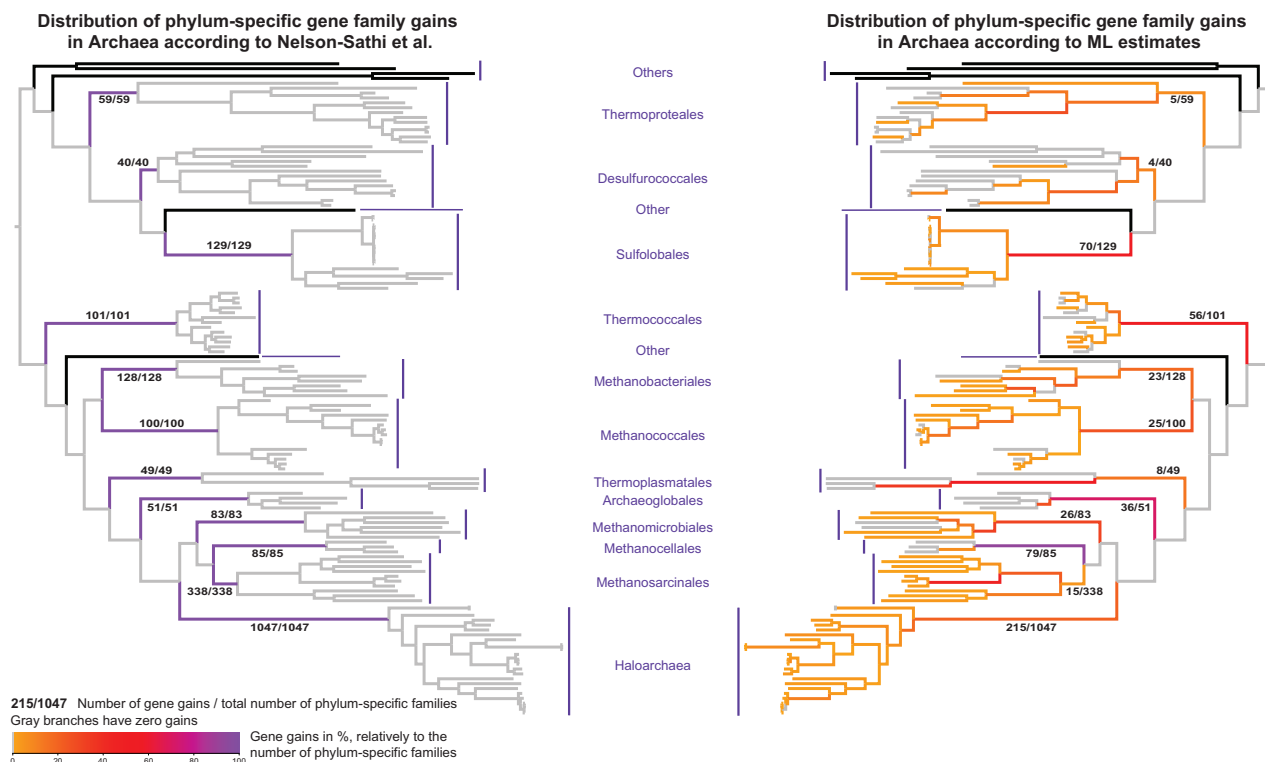 Distribution of phylum-specific gene family gains
in Archaea according to Nelson-Sathi et al.
Distribution of phylum-specific gene family gains
in Archaea according to ML estimates
Others
59/59
Thermoproteales
5/59
40/40
Desulfurococcales
4/40
Other
129/129
Sulfolobales
70/129
101/101
Thermococcales
56/101
Other
128/128
Methanobacteriales
23/128
100/100
Methanococcales
25/100
49/49
Thermoplasmatales
8/49
51/51
Archaeoglobales
36/51
83/83
Methanomicrobiales
26/83
85/85
Methanocellales
79/85
338/338
Methanosarcinales
15/338
1047/1047
215/1047
Haloarchaea
215/1047 Number of gene gains / total number of phylum-specific families
Gray branches have zero gains
Gene gains in %, relatively to the
number of phylum-specific families
0 20 40 60 80 100